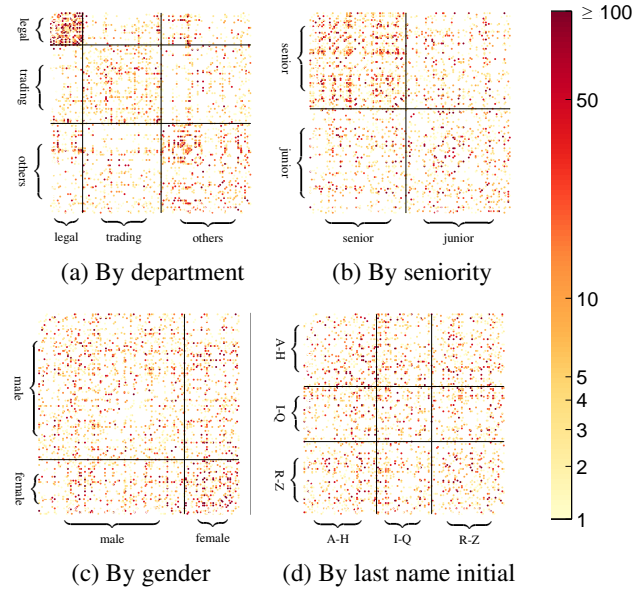 legal
trading
others
legal
trading
others
(a) By department
senior
junior
senior
junior
(b) By seniority
male
female
male
female
(c) By gender
A-H
I-Q
R-Z
A-H
I-Q
R-Z
(d) By last name initial
≥ 100
50
10
5
4
3
2
1